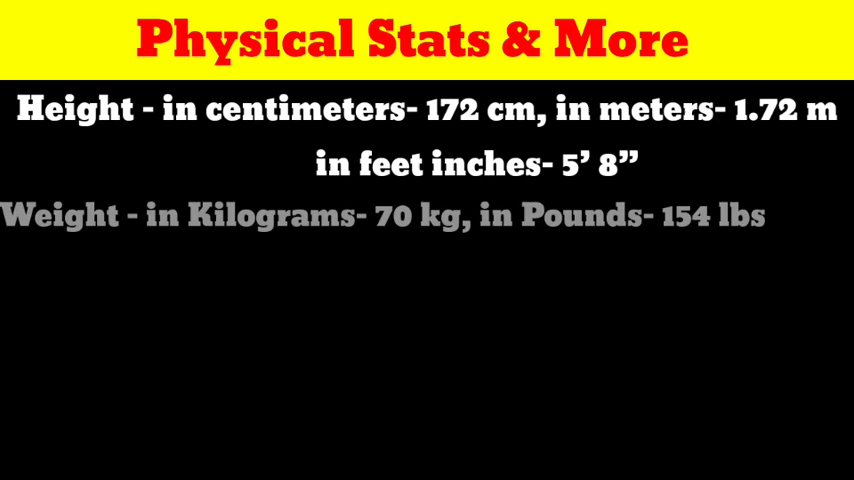 Physical Stats & More
Height - in centimeters- 172 cm, in meters- 1.72 m
in feet inches- 5’ 8”
Weight - in Kilograms- 70 kg, in Pounds- 154 lbs